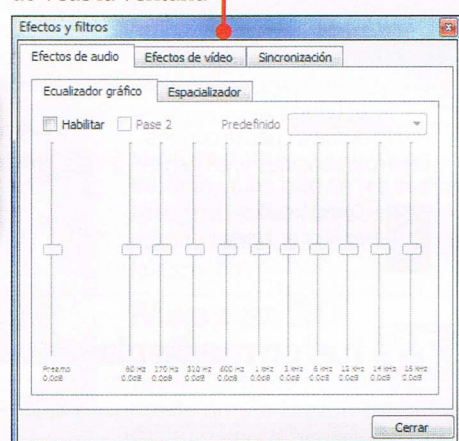 Efectos y filtros
Efectos de audio Efectos de vídeo Sincronización
Ecualizador gráfico Espacializador
Habilitar Pase 2 Predefinido
Preamp 60 Hz 170 Hz 310 Hz 600 Hz 1 KHz 3 KHz 6 KHz 12 KHz 14 KHz 16 KHz
0.0dB 0.0dB 0.0dB 0.0dB 0.0dB 0.0dB 0.0dB 0.0dB 0.0dB 0.0dB 0.0dB
Cerrar